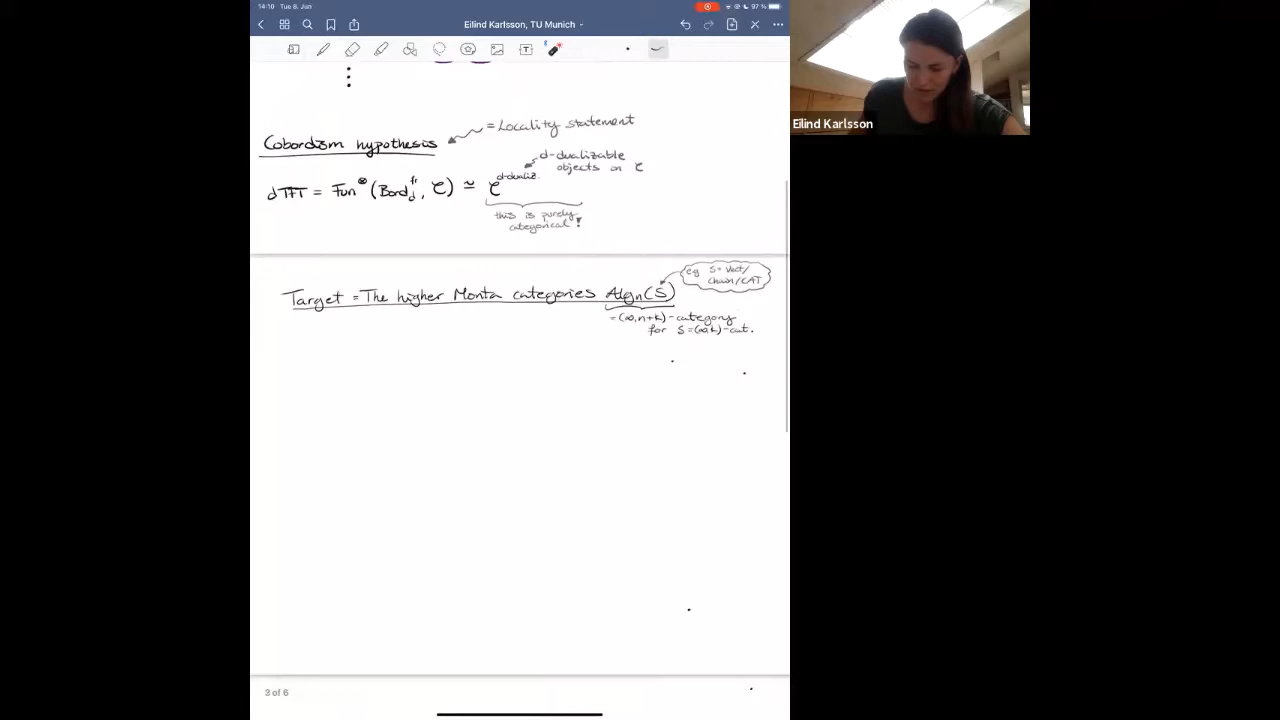 14:10 Tue 8. Jun
97 %
Eilind Karlsson, TU Munich
Eilind Karlsson
= Locality statement
Cobordism hypothesis
d-dualizable
objects on C
dTFT = Fun⊗(Bord_d^fr, C) ≃ C^d-dualiz.
this is purely
categorical!
eg S = Vect/
Chain/CAT
Target = The higher Morita categories Alg_n(S)
= (∞,n+k)-category
for S = (∞,k)-cat.
3 of 6